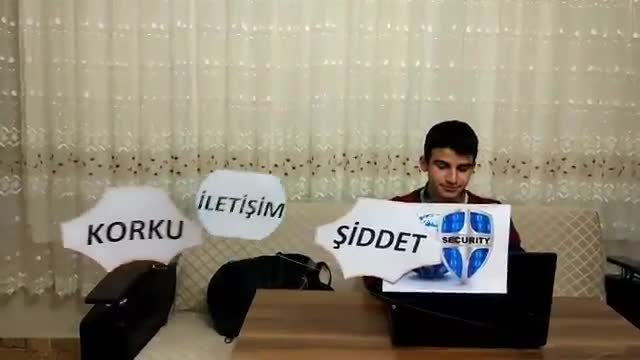 KORKU
İLETİŞİM
ŞİDDET
SECURITY